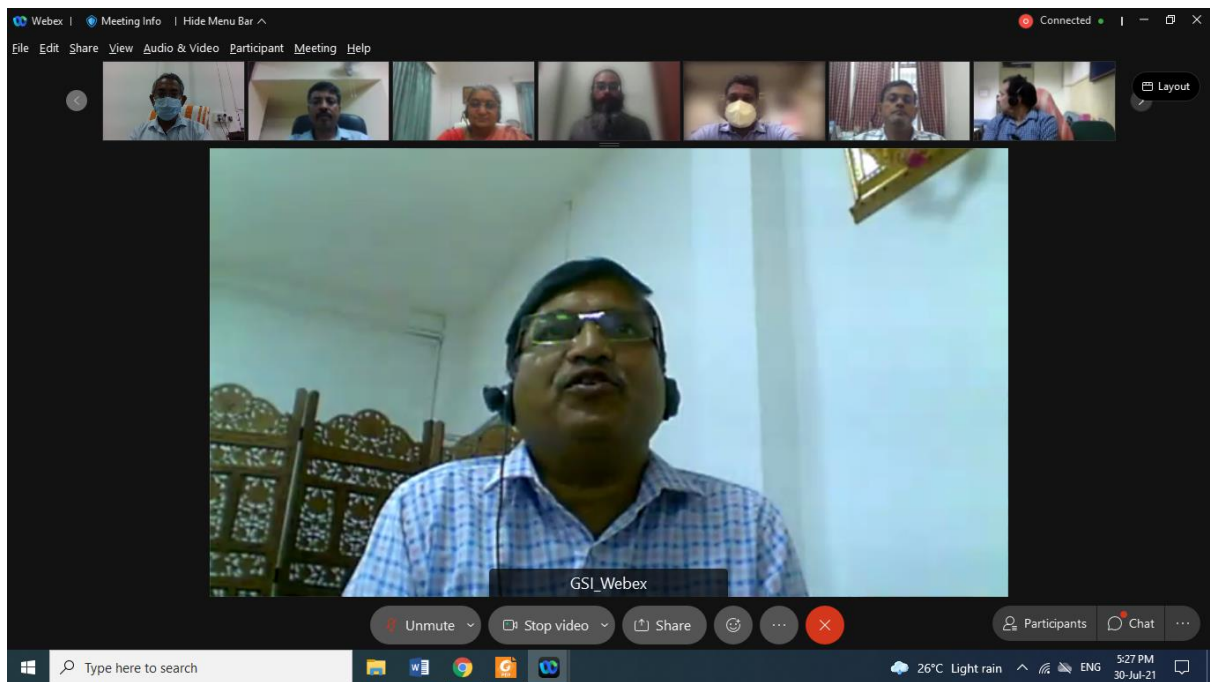 Webex | Meeting Info | Hide Menu Bar
Connected
File Edit Share View Audio & Video Participant Meeting Help
Layout
GSI_Webex
Unmute
Stop video
Share
Participants
Chat
Type here to search
26°C Light rain
ENG
5:27 PM
30-Jul-21